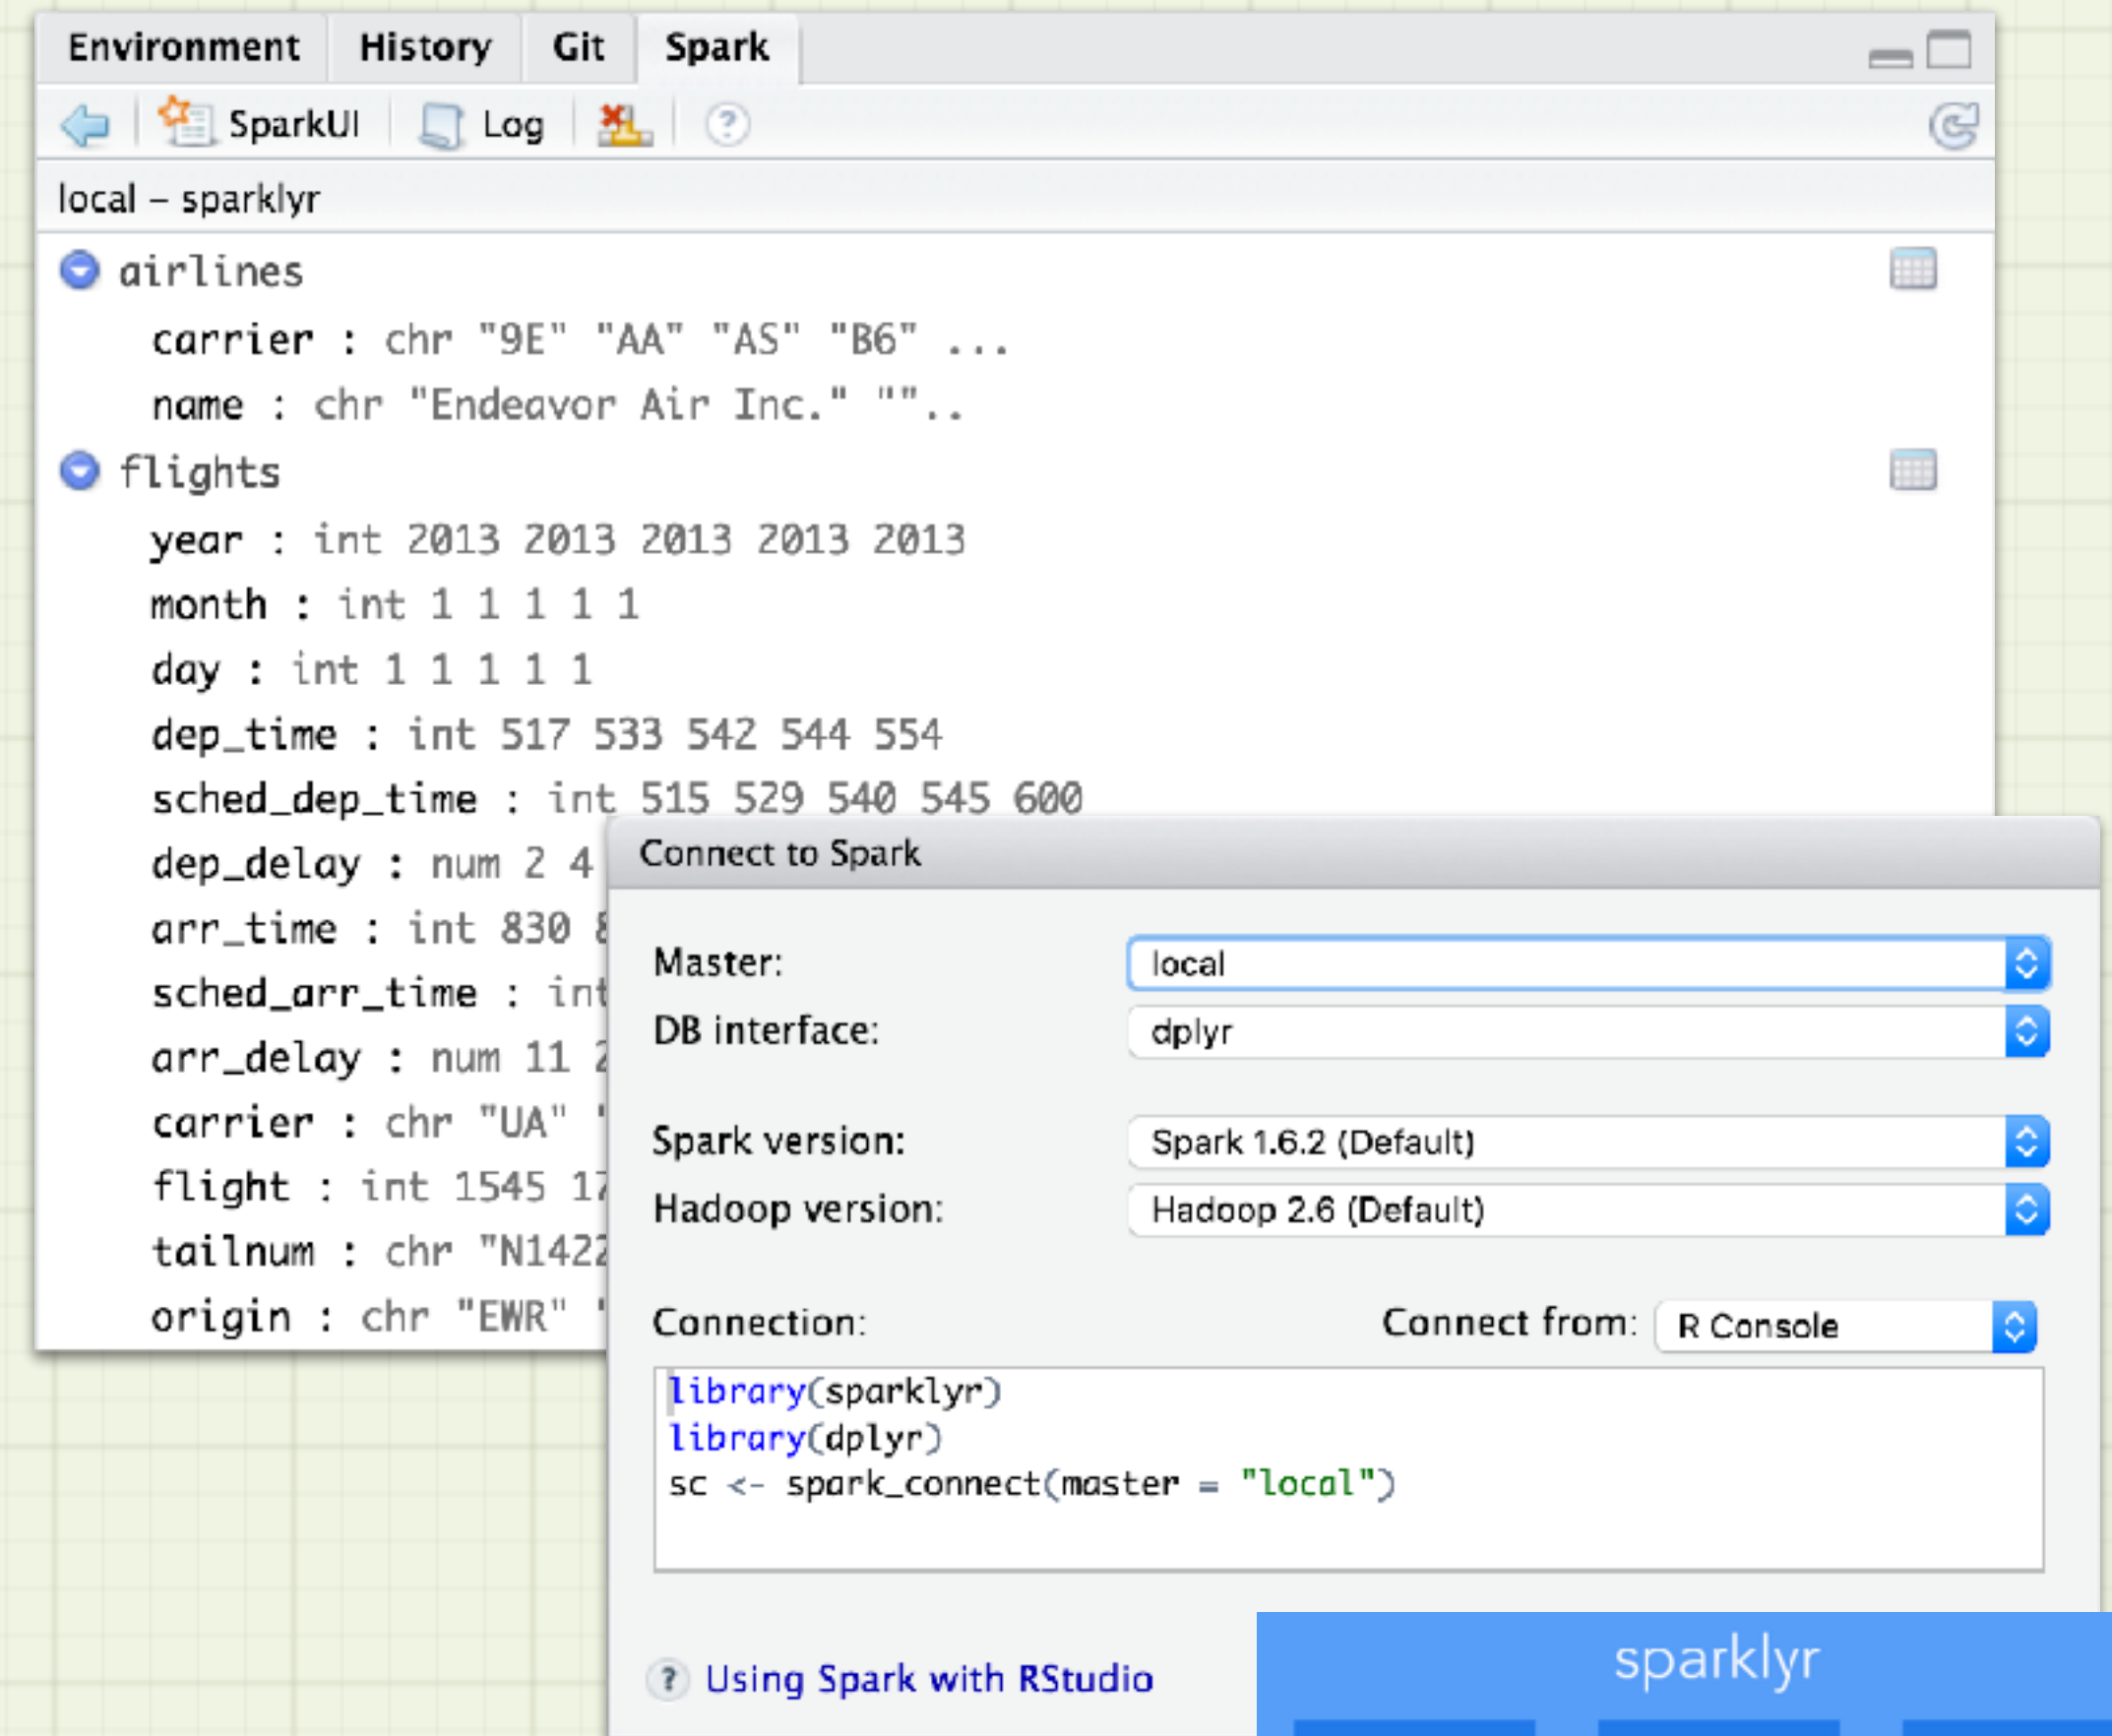 Environment History Git Spark
SparkUI Log ?
local – sparklyr
airlines
carrier : chr "9E" "AA" "AS" "B6" ...
name : chr "Endeavor Air Inc." ""..
flights
year : int 2013 2013 2013 2013 2013
month : int 1 1 1 1 1
day : int 1 1 1 1 1
dep_time : int 517 533 542 544 554
sched_dep_time : int 515 529 540 545 600
dep_delay : num 2 4
arr_time : int 830
sched_arr_time : int
arr_delay : num 11
carrier : chr "UA"
flight : int 1545
tailnum : chr
origin : chr "EWR"
Connect to Spark
Master: local
DB interface: dplyr
Spark version: Spark 1.6.2 (Default)
Hadoop version: Hadoop 2.6 (Default)
Connection: Connect from: R Console
library(sparklyr)
library(dplyr)
sc <- spark_connect(master = "local")
? Using Spark with RStudio
sparklyr